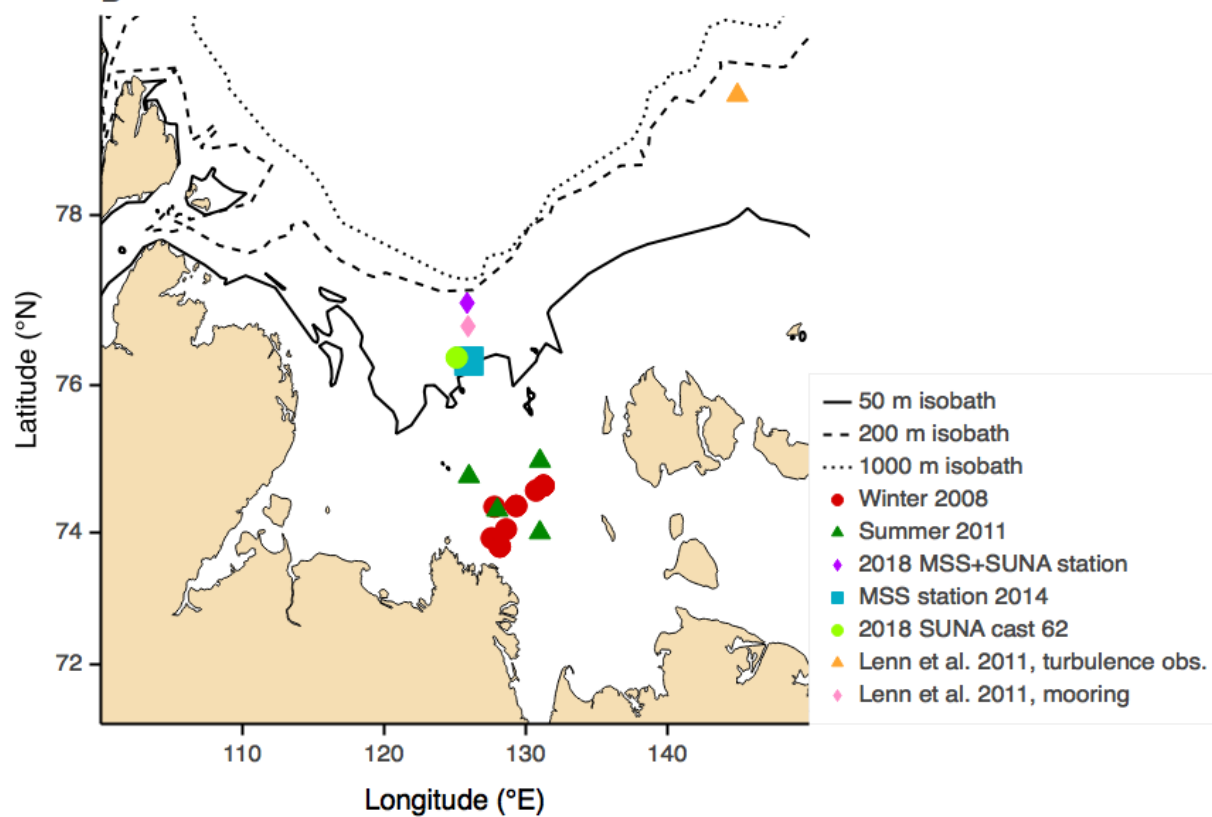 78
76
74
72
110
120
130
140
Latitude (°N)
Longitude (°E)
50 m isobath
200 m isobath
1000 m isobath
Winter 2008
Summer 2011
2018 MSS+SUNA station
MSS station 2014
2018 SUNA cast 62
Lenn et al. 2011, turbulence obs.
Lenn et al. 2011, mooring